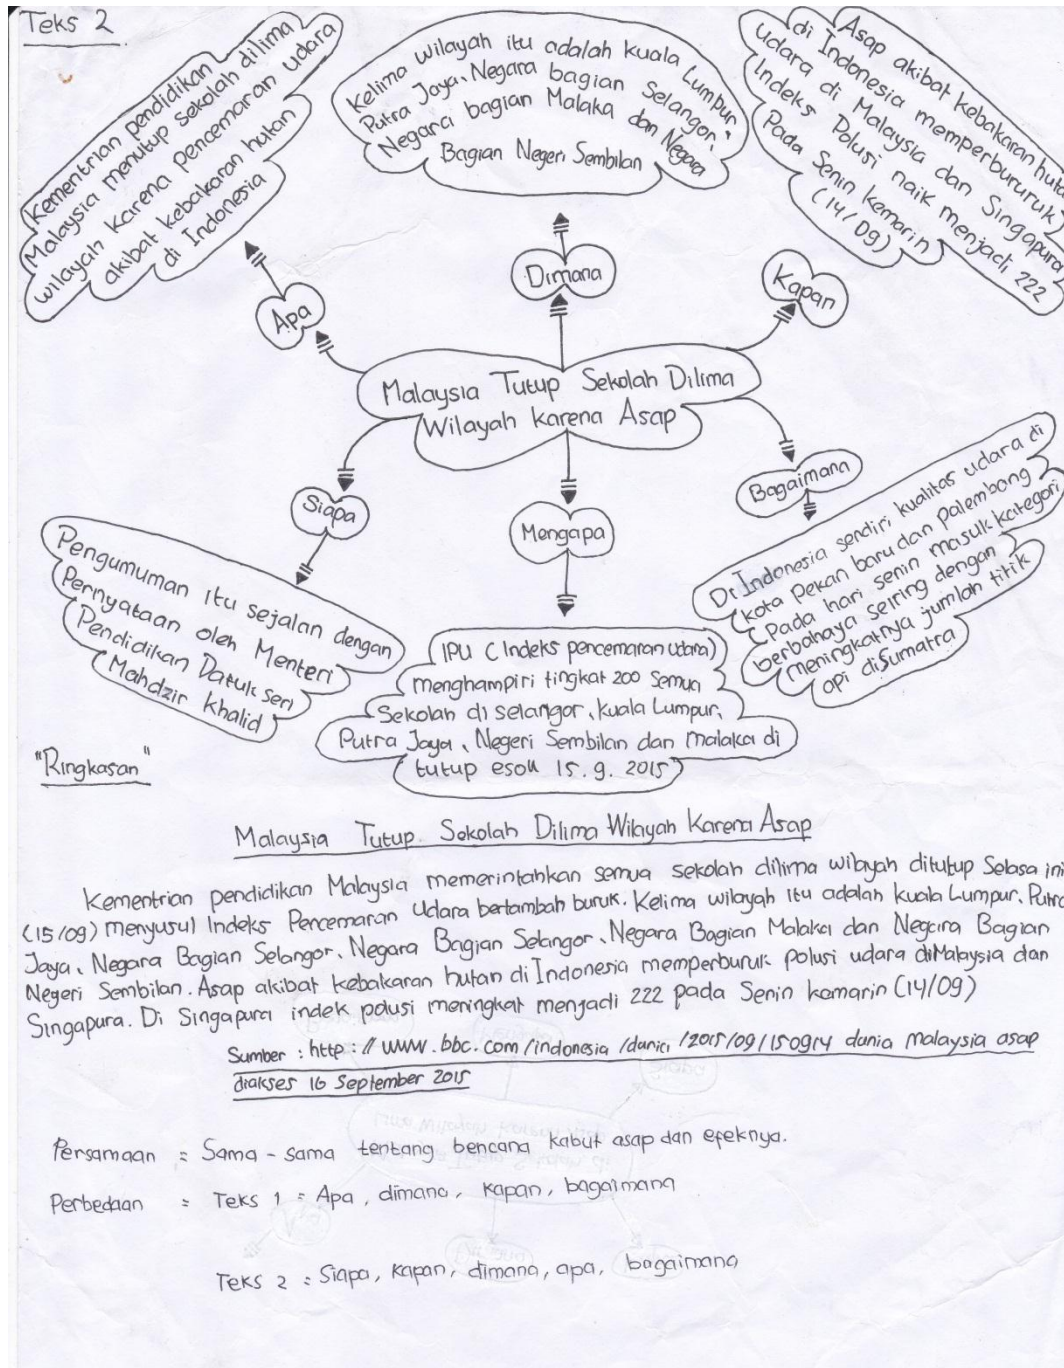 Teks 2
Kementrian pendidikan
Malaysia menutup sekolah dilima
wilayah karena pencemaran udara
akibat kebakaran hutan
di Indonesia
Kelima wilayah itu adalah kuala Lumpur,
Putra Jaya, Negara bagian Selangor,
Negara bagian Malaka dan Negara
Bagian Negeri Sembilan
Asap akibat kebakaran huta
di Indonesia memperbururuk
udara di Malaysia dan Singapura
Indeks Polusi naik menjadi 222
Pada Senin kemarin
(14/09)
Apa
Dimana
Kapan
Malaysia Tutup Sekolah Dilima
Wilayah karena Asap
Siapa
Mengapa
Bagaimana
Pengumuman itu sejalan dengan
Pernyataan oleh Menteri
Pendidikan Datuk seri
Mahdzir khalid
IPU (Indeks pencemaran udara)
menghampiri tingkat 200 semua
Sekolah di selangor, kuala Lumpur,
Putra Jaya, Negeri Sembilan dan malaka di
tutup esok 15.9.2015
Di Indonesia sendiri kualitas udara di
kota Pekan baru dan Palembang
Pada hari senin masuk kategori
berbahaya seiring dengan
meningkatnya jumlah titik
api diSumatra
"Ringkasan"
Malaysia Tutup Sekolah Dilima Wilayah Karena Asap
Kementrian pendidikan Malaysia memerintahkan semua sekolah dilima wilayah ditutup Selasa ini
(15/09) menyusul Indeks Pencemaran Udara bertambah buruk. Kelima wilayah itu adalah kuala Lumpur, Putra
Jaya, Negara Bagian Selangor, Negara Bagian Selangor, Negara Bagian Malaka dan Negara Bagian
Negeri Sembilan. Asap akibat kebakaran hutan di Indonesia memperburuk polusi udara diMalaysia dan
Singapura. Di Singapura indek polusi meningkat menjadi 222 pada Senin kamarin (14/09)
Sumber : http://www.bbc.com/indonesia/dunia/2015/09/150914 dunia malaysia asap
diakses 16 September 2015
Persamaan = Sama - sama tentang bencana kabut asap dan efeknya.
Perbedaan = Teks 1 = Apa, dimana, kapan, bagaimana
Teks 2 = Siapa, kapan, dimana, apa, bagaimana